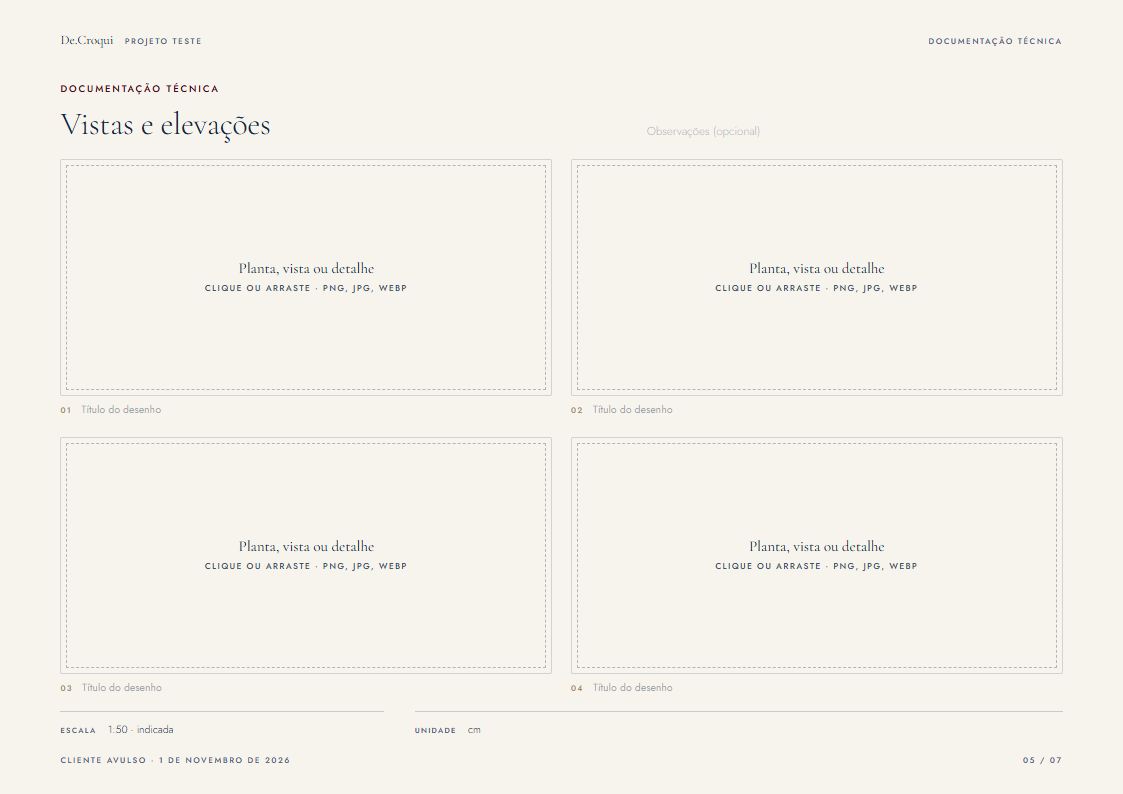 De.Croqui PROJETO TESTE DOCUMENTAÇÃO TÉCNICA
DOCUMENTAÇÃO TÉCNICA
Vistas e elevações
Observações (opcional)
Planta, vista ou detalhe
CLIQUE OU ARRASTE · PNG, JPG, WEBP
Planta, vista ou detalhe
CLIQUE OU ARRASTE · PNG, JPG, WEBP
01 Título do desenho
02 Título do desenho
Planta, vista ou detalhe
CLIQUE OU ARRASTE · PNG, JPG, WEBP
Planta, vista ou detalhe
CLIQUE OU ARRASTE · PNG, JPG, WEBP
03 Título do desenho
04 Título do desenho
ESCALA 1:50 · indicada
UNIDADE cm
CLIENTE AVULSO · 1 DE NOVEMBRO DE 2026
05 / 07